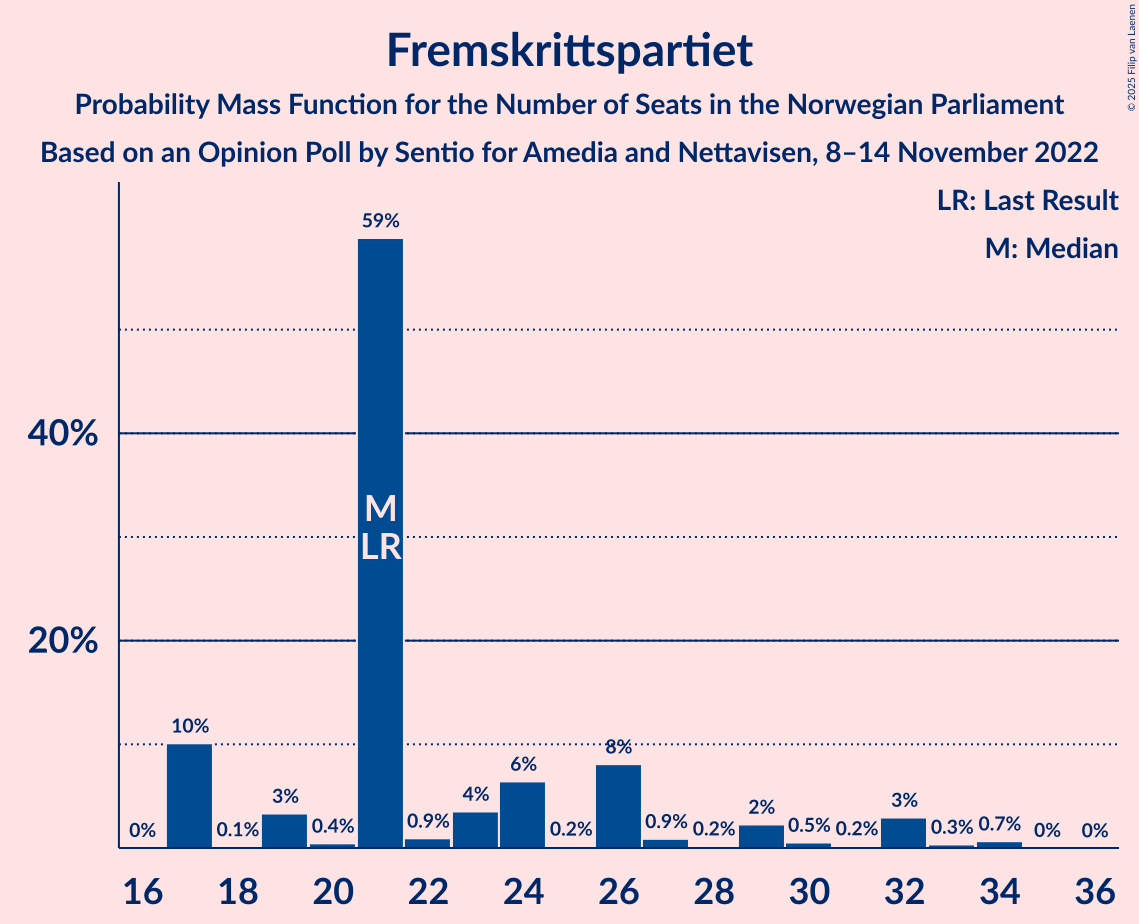 Fremskrittspartiet
Probability Mass Function for the Number of Seats in the Norwegian Parliament
Based on an Opinion Poll by Sentio for Amedia and Nettavisen, 8–14 November 2022
© 2025 Filip van Laenen
LR: Last Result
M: Median
59%
40%
M
LR
20%
10%
8%
6%
4%
3%
2%
3%
0%
0.1%
0.4%
0.9%
0.2%
0.9%
0.2%
0.5%
0.2%
0.3%
0.7%
0%
0%
16 18 20 22 24 26 28 30 32 34 36